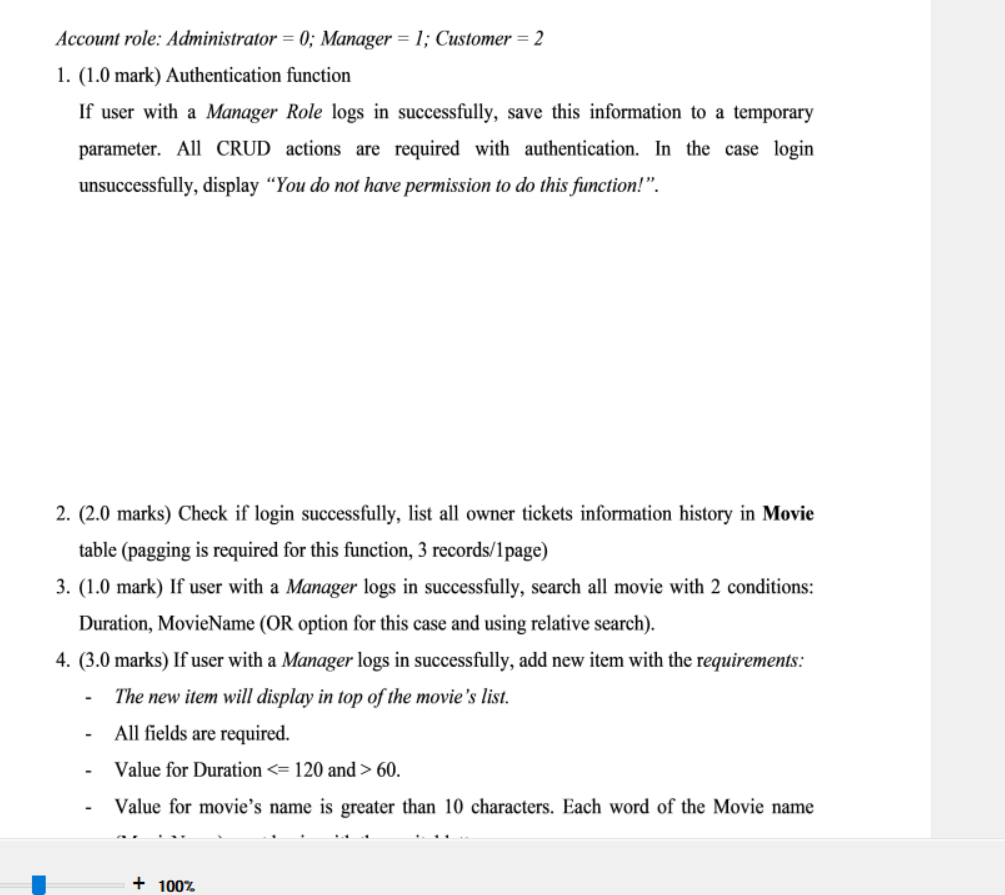 Account role: Administrator = 0; Manager = 1; Customer = 2
1. (1.0 mark) Authentication function
If user with a Manager Role logs in successfully, save this information to a temporary
parameter. All CRUD actions are required with authentication. In the case login
unsuccessfully, display “You do not have permission to do this function!”.
2. (2.0 marks) Check if login successfully, list all owner tickets information history in Movie
table (pagging is required for this function, 3 records/1page)
3. (1.0 mark) If user with a Manager logs in successfully, search all movie with 2 conditions:
Duration, MovieName (OR option for this case and using relative search).
4. (3.0 marks) If user with a Manager logs in successfully, add new item with the requirements:
- The new item will display in top of the movie’s list.
- All fields are required.
- Value for Duration <= 120 and > 60.
- Value for movie’s name is greater than 10 characters. Each word of the Movie name
+ 100%